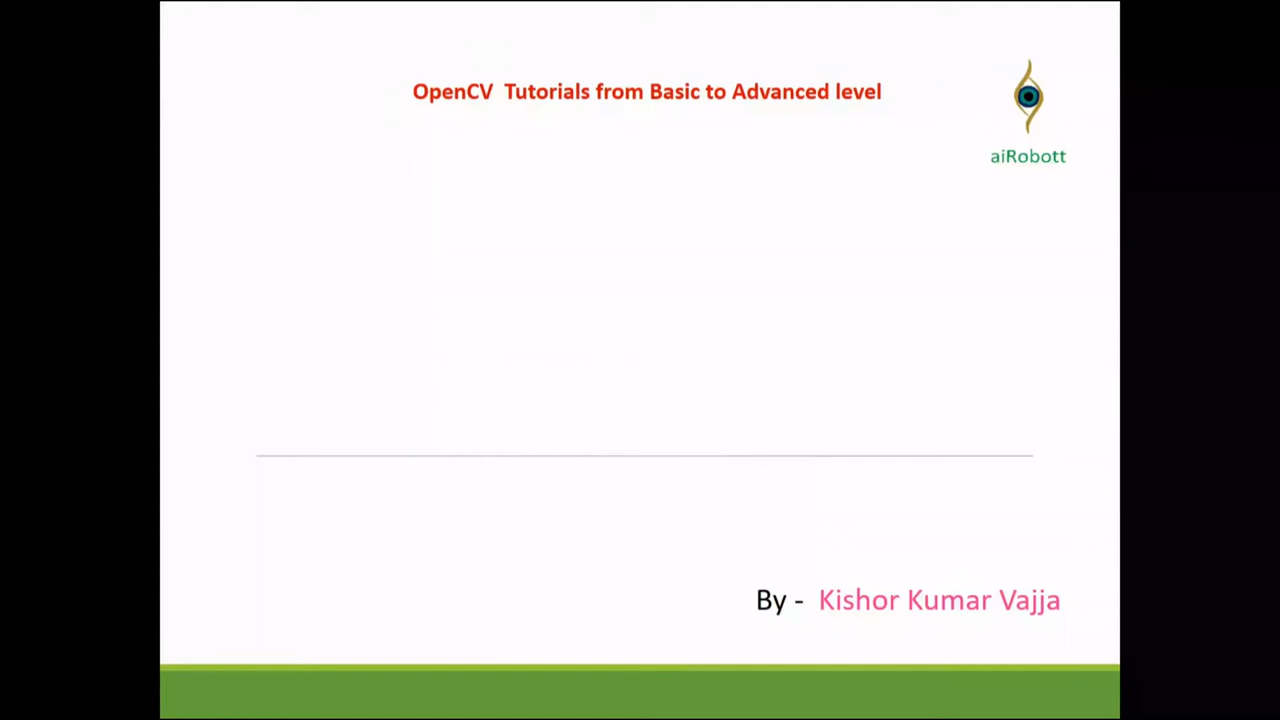 OpenCV Tutorials from Basic to Advanced level
aiRobott
By - Kishor Kumar Vajja